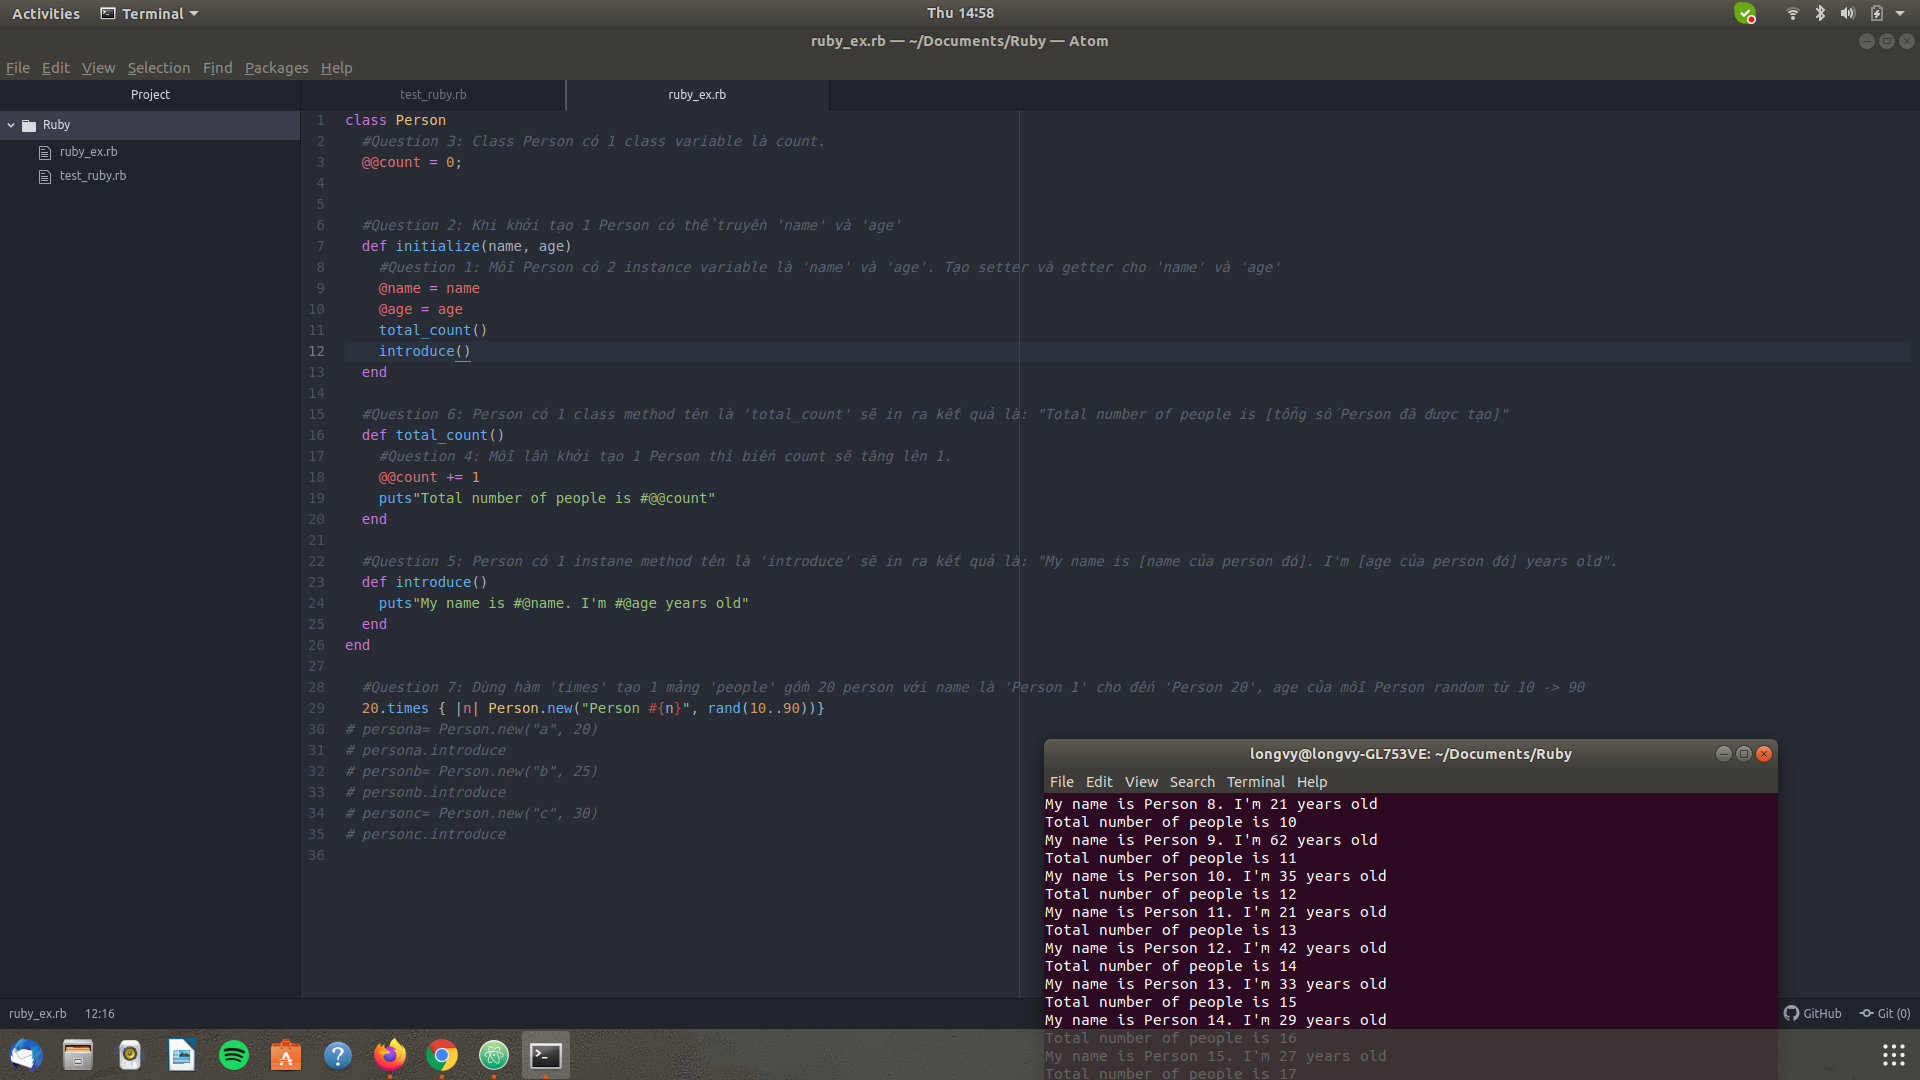 Activities Terminal Thu 14:58
ruby_ex.rb — ~/Documents/Ruby — Atom
File Edit View Selection Find Packages Help
Project
test_ruby.rb
ruby_ex.rb
Ruby
ruby_ex.rb
test_ruby.rb
1 class Person
2 #Question 3: Class Person có 1 class variable là count.
3 @@count = 0;
4
5
6 #Question 2: Khi khởi tạo 1 Person có thể truyền 'name' và 'age'
7 def initialize(name, age)
8 #Question 1: Mỗi Person có 2 instance variable là 'name' và 'age'. Tạo setter và getter cho 'name' và 'age'
9 @name = name
10 @age = age
11 total_count()
12 introduce()
13 end
14
15 #Question 6: Person có 1 class method tên là 'total_count' sẽ in ra kết quả là: "Total number of people is [tổng số Person đã được tạo]"
16 def total_count()
17 #Question 4: Mỗi lần khởi tạo 1 Person thì biến count sẽ tăng lên 1.
18 @@count += 1
19 puts"Total number of people is #@@count"
20 end
21
22 #Question 5: Person có 1 instane method tên là 'introduce' sẽ in ra kết quả là: "My name is [name của person đó]. I'm [age của person đó] years old".
23 def introduce()
24 puts"My name is #@name. I'm #@age years old"
25 end
26 end
27
28 #Question 7: Dùng hàm 'times' tạo 1 mảng 'people' gồm 20 person với name là 'Person 1' cho đến 'Person 20', age của mỗi Person random từ 10 -> 90
29 20.times { |n| Person.new("Person #{n}", rand(10..90))}
30 # persona= Person.new("a", 20)
31 # persona.introduce
32 # personb= Person.new("b", 25)
33 # personb.introduce
34 # personc= Person.new("c", 30)
35 # personc.introduce
36
longvy@longvy-GL753VE: ~/Documents/Ruby
File Edit View Search Terminal Help
My name is Person 8. I'm 21 years old
Total number of people is 10
My name is Person 9. I'm 62 years old
Total number of people is 11
My name is Person 10. I'm 35 years old
Total number of people is 12
My name is Person 11. I'm 21 years old
Total number of people is 13
My name is Person 12. I'm 42 years old
Total number of people is 14
My name is Person 13. I'm 33 years old
Total number of people is 15
My name is Person 14. I'm 29 years old
Total number of people is 16
My name is Person 15. I'm 27 years old
Total number of people is 17
ruby_ex.rb 12:16
GitHub Git (0)